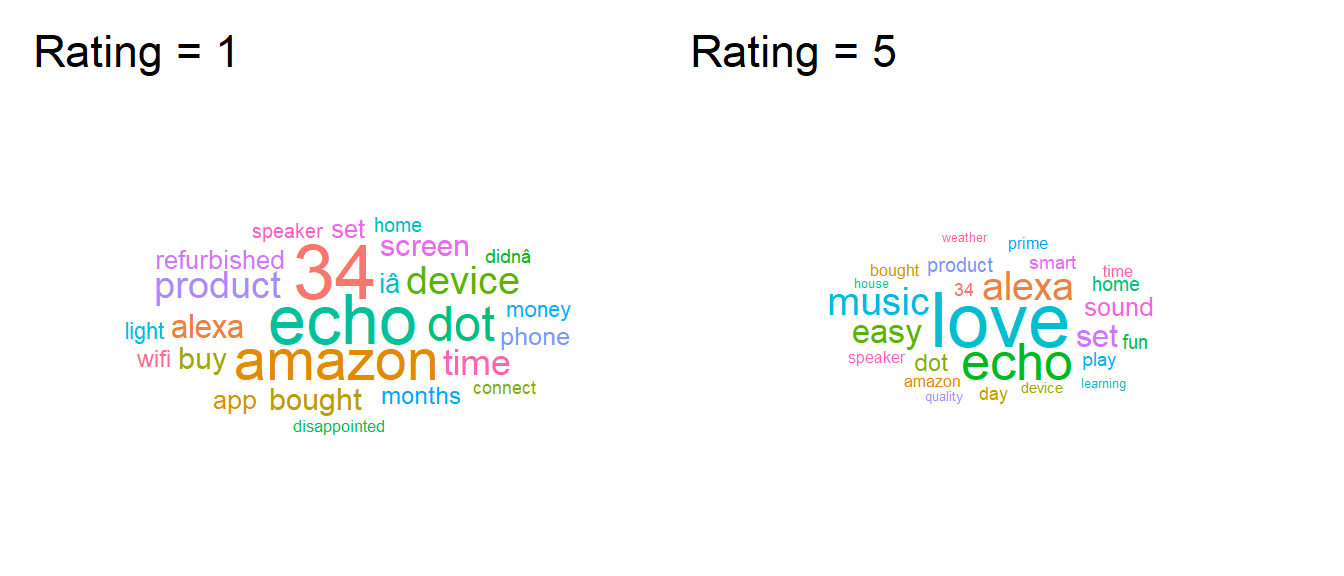 Rating = 1
speaker set home
refurbished 34 screen didnâ
product iâ device
light alexa echo dot money
phone
wifi buy amazon time
app bought months connect
disappointed
Rating = 5
weather prime
bought product smart time
house 34 alexa home
music love sound
easy set fun
speaker dot echo play
amazon device learning
quality day